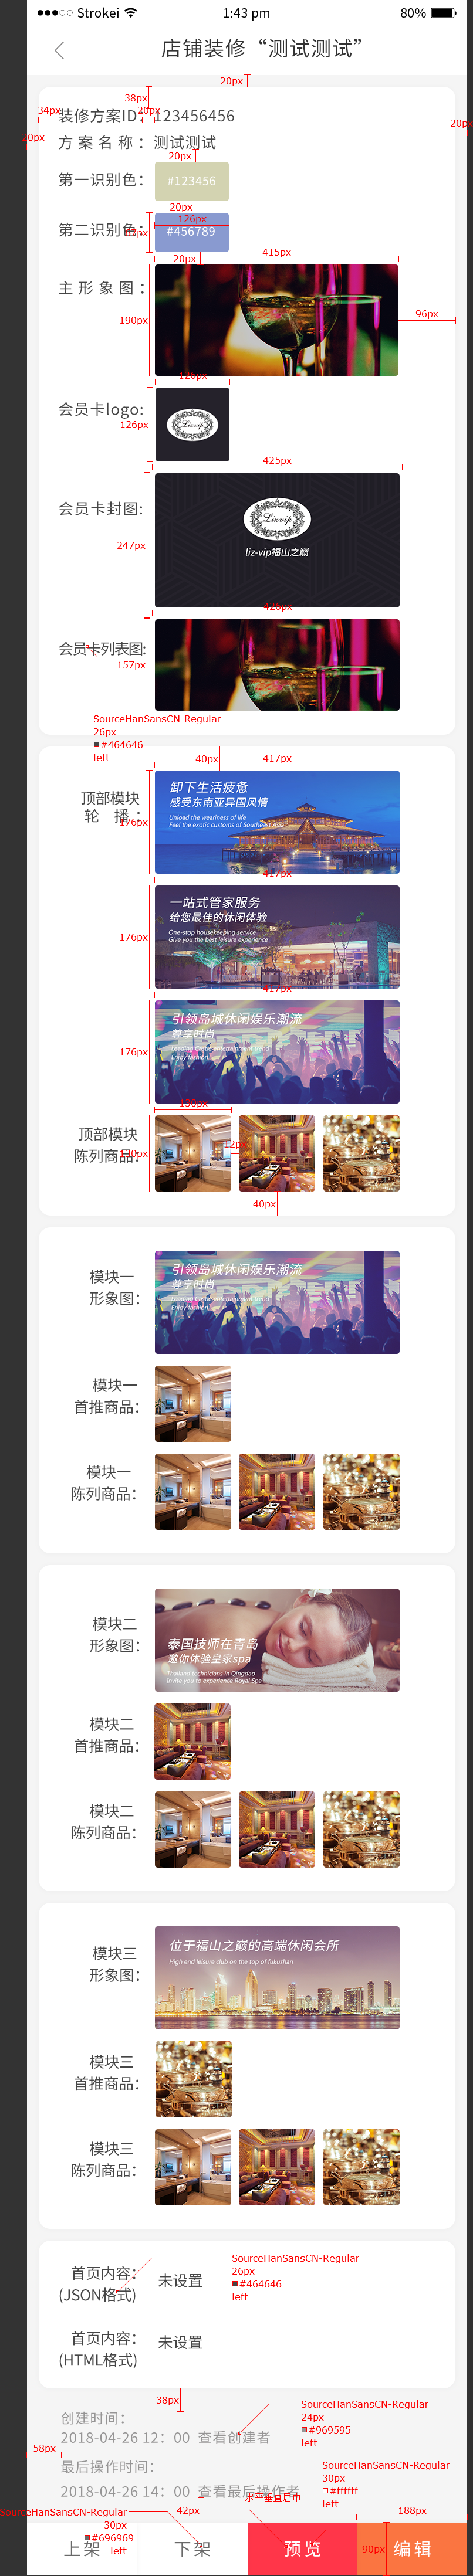 Strokei
1:43 pm
80%
店铺装修“测试测试”
20px
38px
34px
20px
装修方案ID：123456456
20px
20px
方案名称：测试测试
20px
第一识别色：
#123456
20px
126px
第二识别色：
#456789
20px
415px
主形象图：
190px
96px
126px
会员卡logo:
126px
Lizvip
425px
会员卡封图:
Lizvip
247px
liz-vip福山之巅
426px
会员卡列表图:
157px
SourceHanSansCN-Regular
26px
#464646
left
40px
417px
卸下生活疲惫
顶部模块
感受东南亚异国风情
轮 播：
176px
Unload the weariness of life
Feel the exotic customs of Southeast Asia
417px
一站式管家服务
给您最佳的休闲体验
One-stop housekeeping service
Give you the best leisure experience
176px
417px
引领岛城休闲娱乐潮流
尊享时尚
176px
Enjoy fashion
130px
顶部模块
陈列商品：
130px
12px
40px
模块一
形象图：
引领岛城休闲娱乐潮流
尊享时尚
Enjoy fashion
模块一
首推商品：
模块一
陈列商品：
模块二
形象图：
泰国技师在青岛
邀你体验皇家spa
Thailand technicians in Qingdao
Invite you to experience Royal Spa
模块二
首推商品：
模块二
陈列商品：
模块三
形象图：
位于福山之巅的高端休闲会所
High end leisure club on the top of fukushan
模块三
首推商品：
模块三
陈列商品：
SourceHanSansCN-Regular
26px
#464646
left
首页内容：
(JSON格式)
未设置
首页内容：
(HTML格式)
未设置
38px
SourceHanSansCN-Regular
24px
#969595
left
创建时间：
2018-04-26 12：00 查看创建者
58px
最后操作时间：
2018-04-26 14：00 查看最后操作者
SourceHanSansCN-Regular
30px
#ffffff
left
水平垂直居中
42px
188px
SourceHanSansCN-Regular
30px
#696969
left
上架
下架
预览
90px
编辑